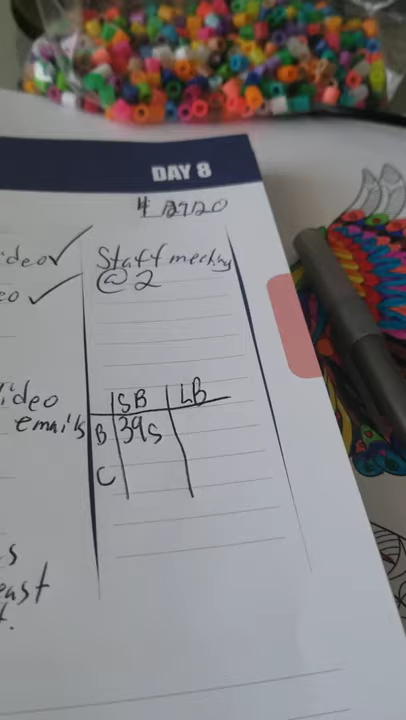 DAY 8
Staff meeting
@ 2
ideo ✓
eo ✓
SB LB
B 39s
C
ideo
emails
s
east
t.